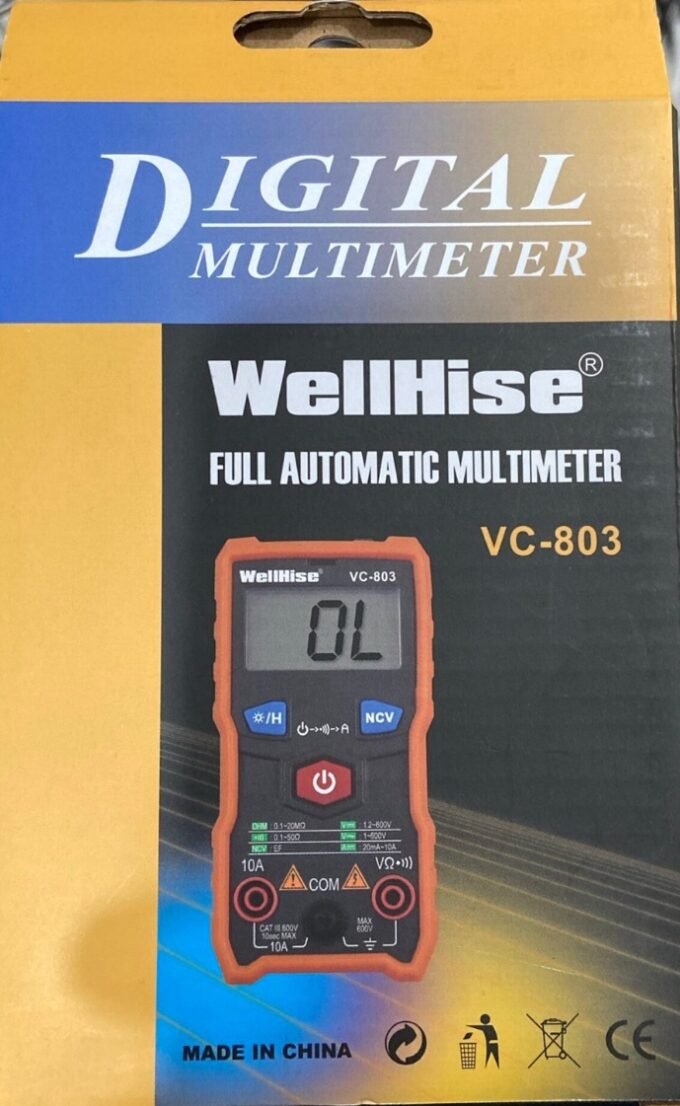 DIGITAL
MULTIMETER
WellHise®
FULL AUTOMATIC MULTIMETER
VC-803
WellHise® VC-803
OL
/H
NCV
A
OHM 0.1~20MΩ
V 1.2~600V
0.1~50Ω
V 1~600V
NCV EF
A 20mA~10A
10A
COM
VΩ
CAT III 600V
10sec MAX
10A
MAX
600V
MADE IN CHINA
CE